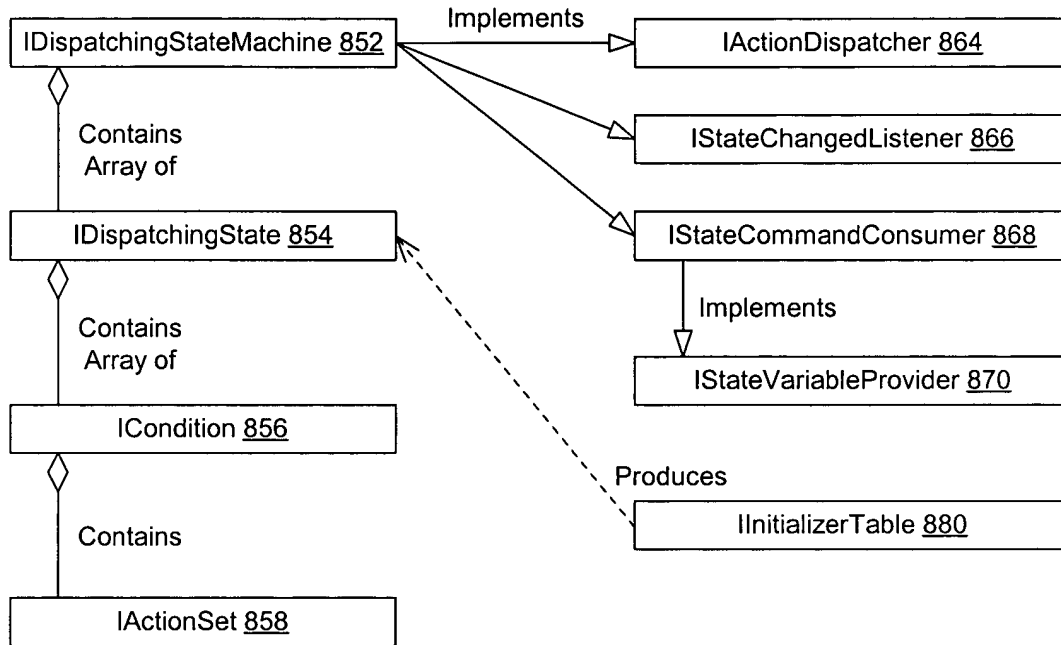 Implements
IDispatchingStateMachine 852
IActionDispatcher 864
Contains
Array of
IStateChangedListener 866
IDispatchingState 854
IStateCommandConsumer 868
Contains
Array of
Implements
IStateVariableProvider 870
ICondition 856
Produces
Contains
IInitializerTable 880
IActionSet 858